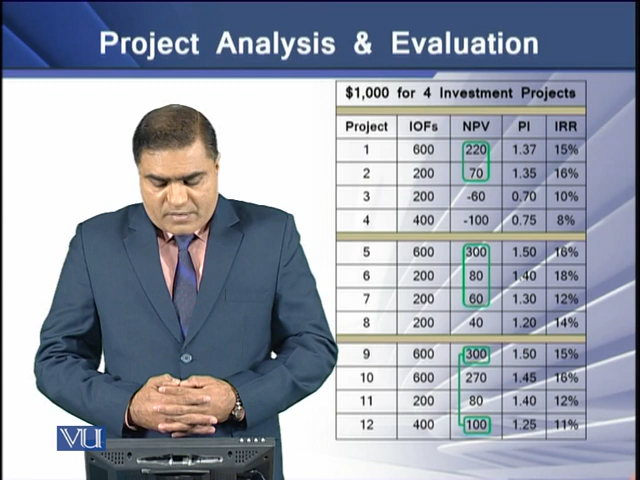 Project Analysis & Evaluation
$1,000 for 4 Investment Projects
Project IOFs NPV PI IRR
1 600 220 1.37 15%
2 200 70 1.35 16%
3 200 -60 0.70 10%
4 400 -100 0.75 8%
5 600 300 1.50 16%
6 200 80 1.40 18%
7 200 60 1.30 12%
8 200 40 1.20 14%
9 600 300 1.50 15%
10 600 270 1.45 16%
11 200 80 1.40 12%
12 400 100 1.25 11%
VU